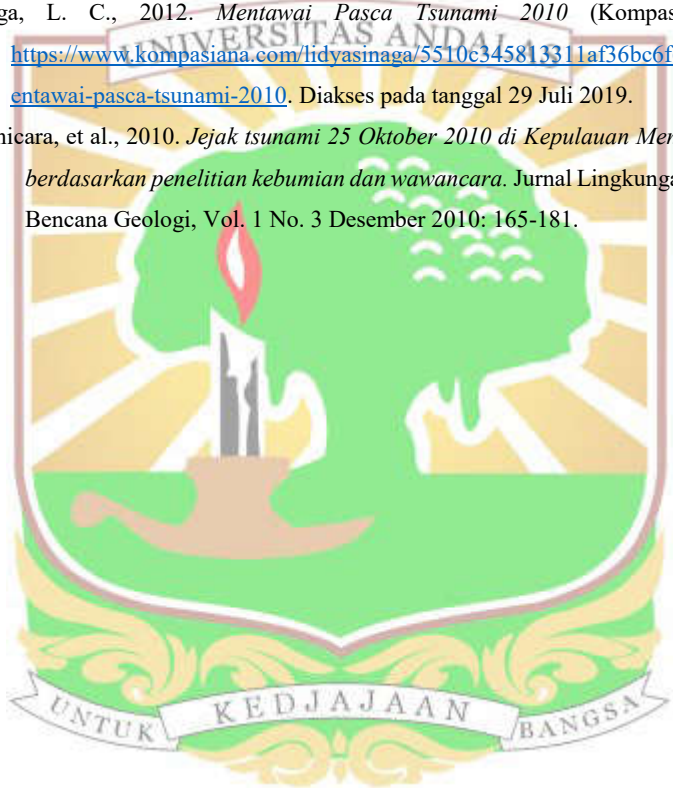 ga, L. C., 2012. Mentawai Pasca Tsunami 2010 (Kompas
https://www.kompasiana.com/lidyasinaga/5510c345813311af36bc6f
entawai-pasca-tsunami-2010. Diakses pada tanggal 29 Juli 2019.
nicara, et al., 2010. Jejak tsunami 25 Oktober 2010 di Kepulauan Men
berdasarkan penelitian kebumian dan wawancara. Jurnal Lingkunga
Bencana Geologi, Vol. 1 No. 3 Desember 2010: 165-181.
UNIVERSITAS ANDALAS
UNTUK KEDJAJAAN BANGSA